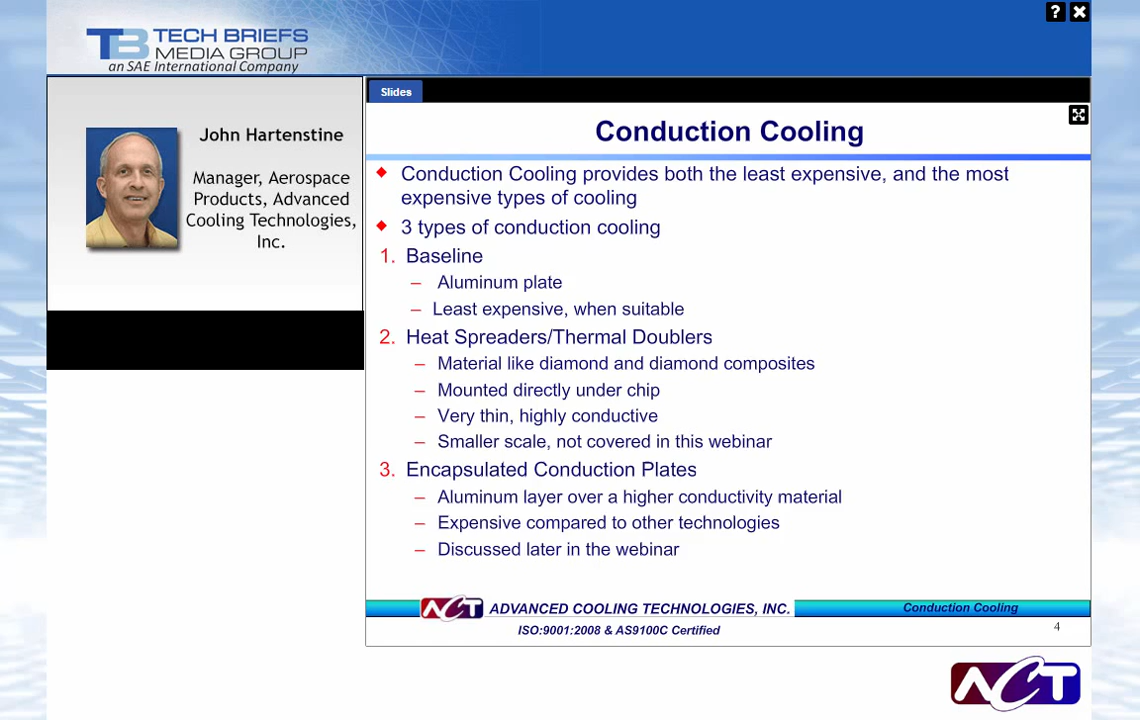 TB TECH BRIEFS
MEDIA GROUP
an SAE International Company
?
John Hartenstine
Manager, Aerospace
Products, Advanced
Cooling Technologies,
Inc.
Slides
Conduction Cooling
Conduction Cooling provides both the least expensive, and the most
expensive types of cooling
3 types of conduction cooling
1. Baseline
– Aluminum plate
– Least expensive, when suitable
2. Heat Spreaders/Thermal Doublers
– Material like diamond and diamond composites
– Mounted directly under chip
– Very thin, highly conductive
– Smaller scale, not covered in this webinar
3. Encapsulated Conduction Plates
– Aluminum layer over a higher conductivity material
– Expensive compared to other technologies
– Discussed later in the webinar
ACT ADVANCED COOLING TECHNOLOGIES, INC. Conduction Cooling
ISO:9001:2008 & AS9100C Certified
4
ACT